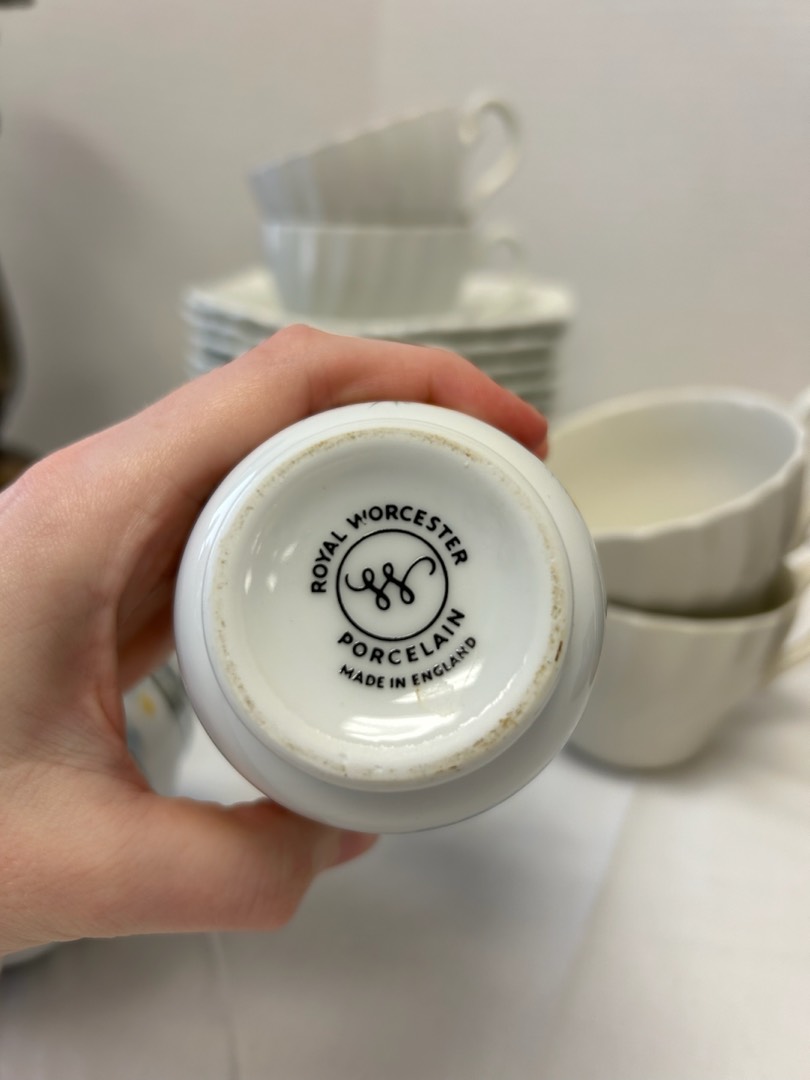 ROYAL WORCESTER
W
PORCELAIN
MADE IN ENGLAND